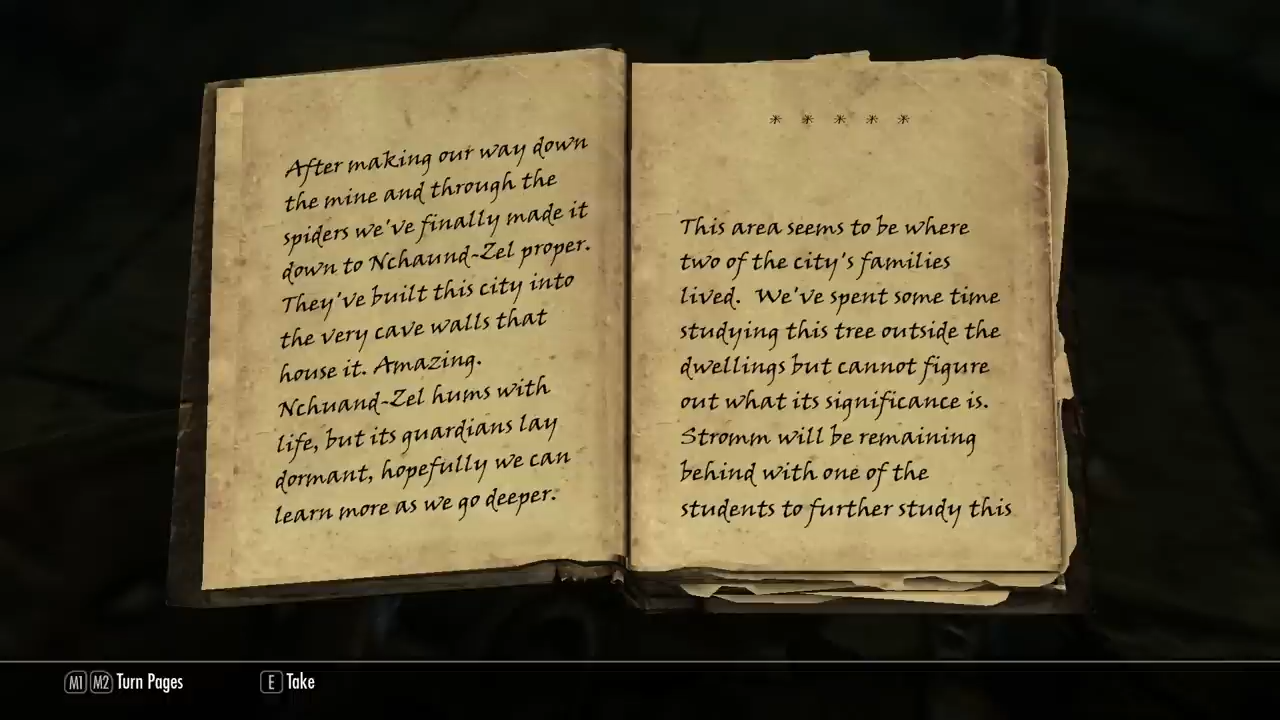 After making our way down
the mine and through the
spiders we've finally made it
down to Nchaund-Zel proper.
They've built this city into
the very cave walls that
house it. Amazing.
Nchuand-Zel hums with
life, but its guardians lay
dormant, hopefully we can
learn more as we go deeper.
* * * * *
This area seems to be where
two of the city's families
lived. We've spent some time
studying this tree outside the
dwellings but cannot figure
out what its significance is.
Stromm will be remaining
behind with one of the
students to further study this
M1 M2 Turn Pages
E Take